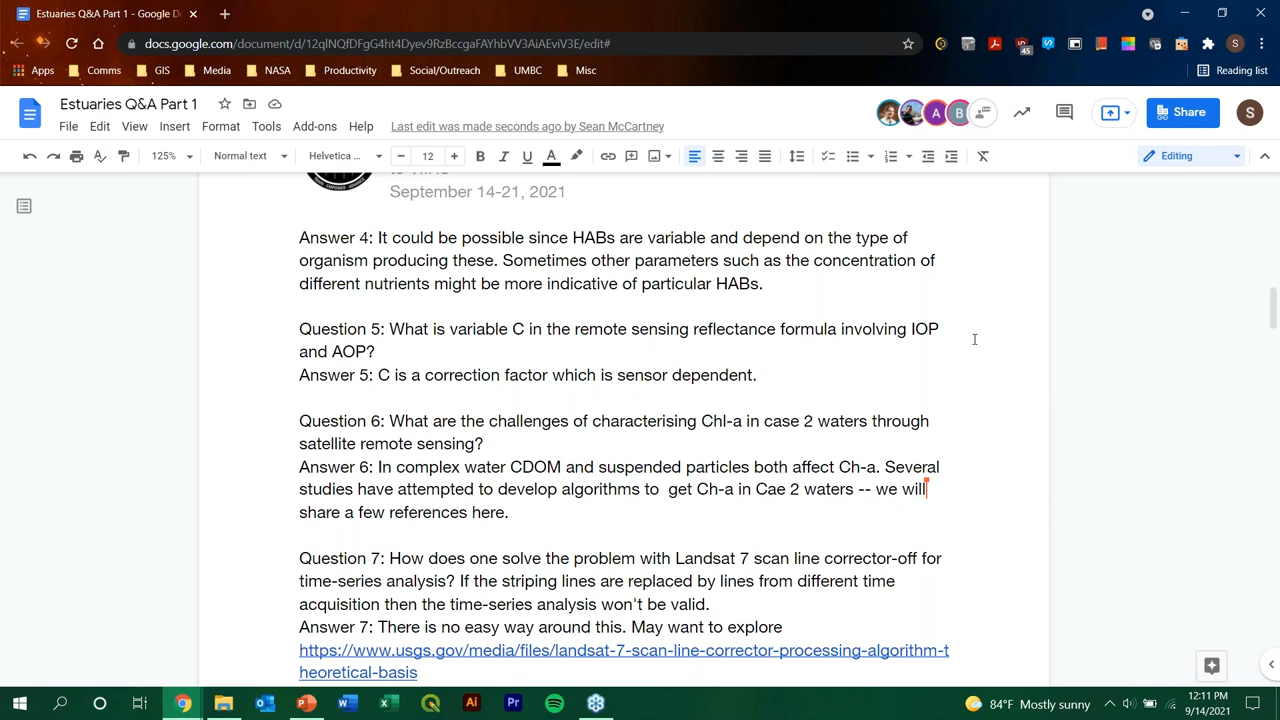 Estuaries Q&A Part 1 - Google D
docs.google.com/document/d/12qlNQfDFgG4ht4Dyev9RzBccgaFAYhbVV3AiAEviV3E/edit#
45
S
Apps Comms GIS Media NASA Productivity Social/Outreach UMBC Misc Reading list
Estuaries Q&A Part 1
A B Share S
File Edit View Insert Format Tools Add-ons Help Last edit was made seconds ago by Sean McCartney
125% Normal text Helvetica ... 12 B I U A Editing
September 14-21, 2021
Answer 4: It could be possible since HABs are variable and depend on the type of
organism producing these. Sometimes other parameters such as the concentration of
different nutrients might be more indicative of particular HABs.
Question 5: What is variable C in the remote sensing reflectance formula involving IOP
and AOP?
Answer 5: C is a correction factor which is sensor dependent.
Question 6: What are the challenges of characterising Chl-a in case 2 waters through
satellite remote sensing?
Answer 6: In complex water CDOM and suspended particles both affect Ch-a. Several
studies have attempted to develop algorithms to  get Ch-a in Cae 2 waters -- we will
share a few references here.
Question 7: How does one solve the problem with Landsat 7 scan line corrector-off for
time-series analysis? If the striping lines are replaced by lines from different time
acquisition then the time-series analysis won't be valid.
Answer 7: There is no easy way around this. May want to explore
https://www.usgs.gov/media/files/landsat-7-scan-line-corrector-processing-algorithm-t
heoretical-basis
84°F Mostly sunny
12:11 PM
9/14/2021